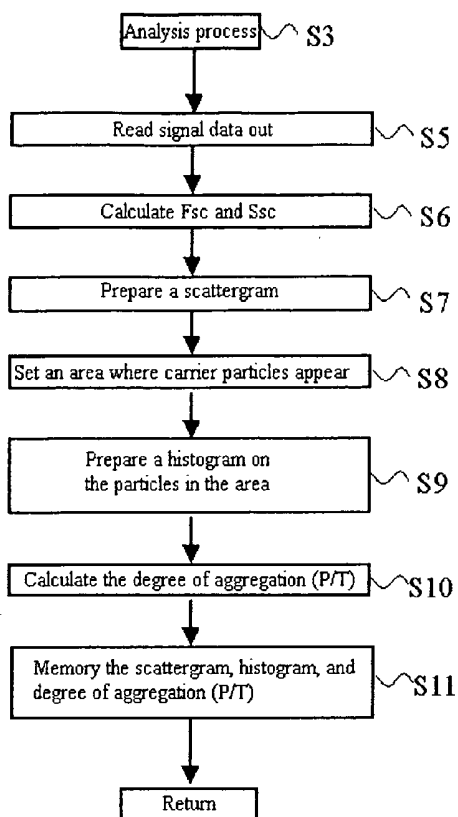 Analysis process
S3
Read signal data out
S5
Calculate Fsc and Ssc
S6
Prepare a scattergram
S7
Set an area where carrier particles appear
S8
Prepare a histogram on
the particles in the area
S9
Calculate the degree of aggregation (P/T)
S10
Memory the scattergram, histogram, and
degree of aggregation (P/T)
S11
Return